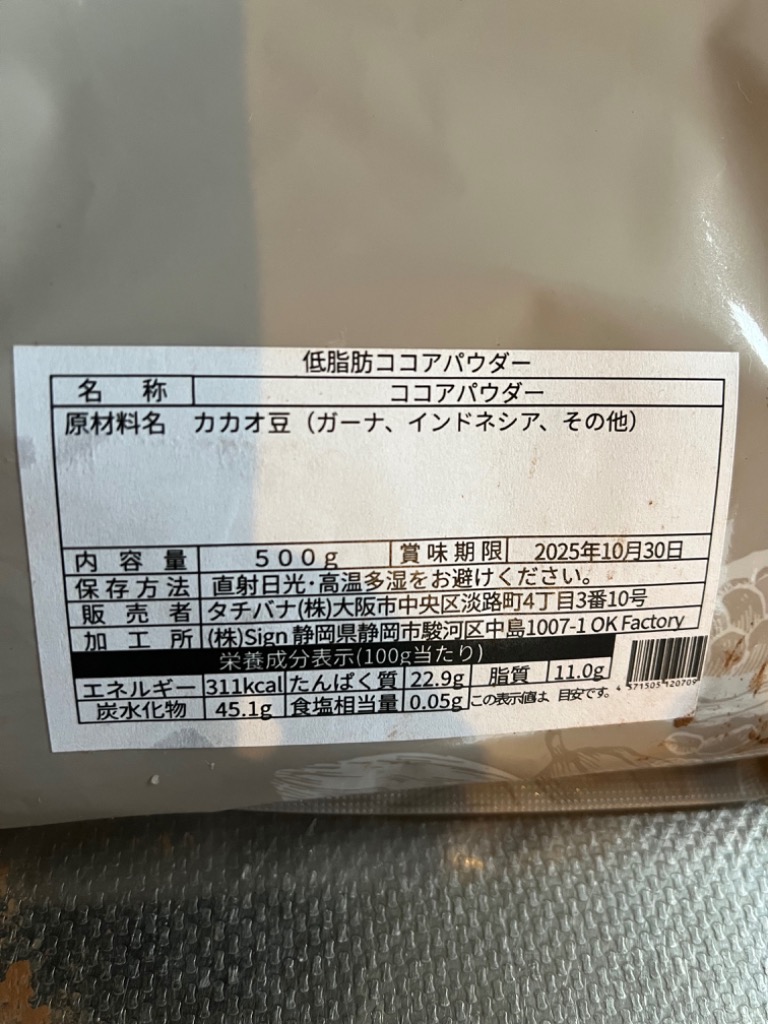 低脂肪ココアパウダー
名称 ココアパウダー
原材料名 カカオ豆（ガーナ、インドネシア、その他）
内容量 500g 賞味期限 2025年10月30日
保存方法 直射日光・高温多湿をお避けください。
販売者 タチバナ(株)大阪市中央区淡路町4丁目3番10号
加工所 (株)Sign 静岡県静岡市駿河区中島1007-1 OK Factory
栄養成分表示(100g当たり)
エネルギー 311kcal たんぱく質 22.9g 脂質 11.0g
炭水化物 45.1g 食塩相当量 0.05g この表示値は 目安です。
4 571505 120709